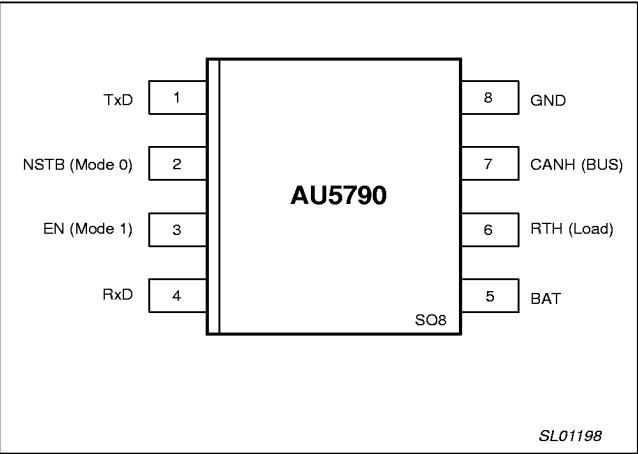 TxD 1 8 GND
NSTB (Mode 0) 2 7 CANH (BUS)
AU5790
EN (Mode 1) 3 6 RTH (Load)
RxD 4 5 BAT
SO8
SL01198